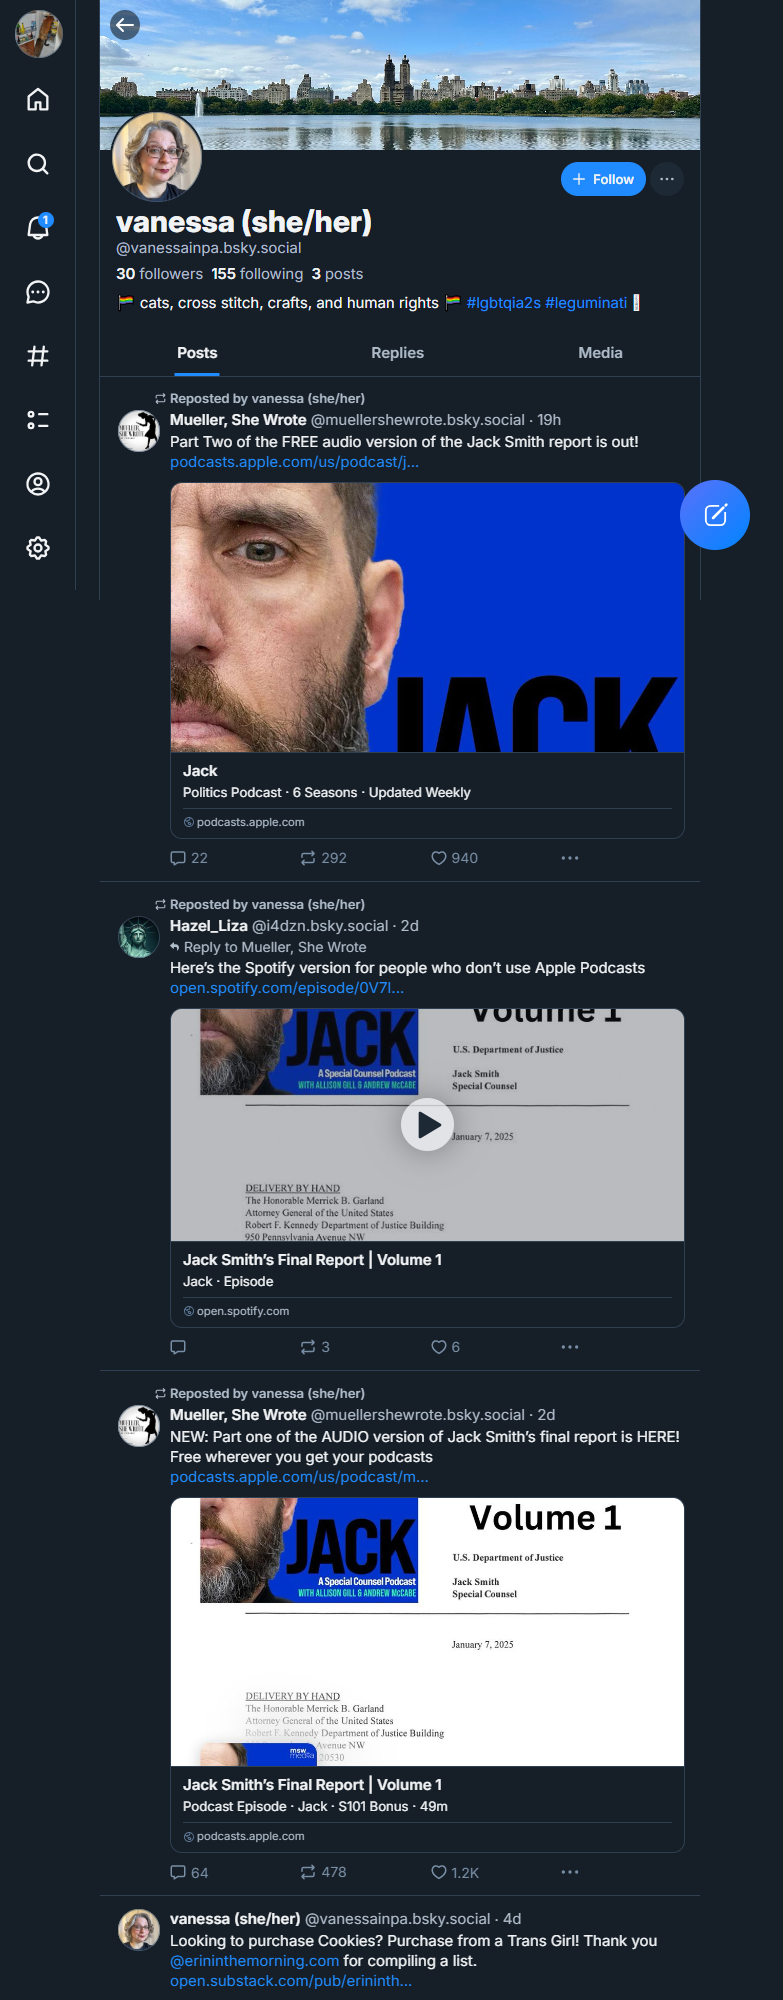 1
+ Follow
vanessa (she/her)
@vanessainpa.bsky.social
30 followers 155 following 3 posts
🏴‍🌈 cats, cross stitch, crafts, and human rights 🏴‍🌈 #lgbtqia2s #leguminati
Posts Replies Media
Reposted by vanessa (she/her)
Mueller, She Wrote @muellershewrote.bsky.social · 19h
Part Two of the FREE audio version of the Jack Smith report is out!
podcasts.apple.com/us/podcast/j...
JACK
Jack
Politics Podcast · 6 Seasons · Updated Weekly
podcasts.apple.com
22 292 940
Reposted by vanessa (she/her)
Hazel_Liza @i4dzn.bsky.social · 2d
Reply to Mueller, She Wrote
Here's the Spotify version for people who don't use Apple Podcasts
open.spotify.com/episode/0V7l...
Volume 1
JACK
A Special Counsel Podcast
WITH ALLISON GILL & ANDREW McCABE
U.S. Department of Justice
Jack Smith
Special Counsel
January 7, 2025
DELIVERY BY HAND
The Honorable Merrick B. Garland
Attorney General of the United States
Robert F. Kennedy Department of Justice Building
950 Pennsylvania Avenue NW
Jack Smith's Final Report | Volume 1
Jack · Episode
open.spotify.com
3 6
Reposted by vanessa (she/her)
Mueller, She Wrote @muellershewrote.bsky.social · 2d
NEW: Part one of the AUDIO version of Jack Smith's final report is HERE!
Free wherever you get your podcasts
podcasts.apple.com/us/podcast/m...
Volume 1
JACK
A Special Counsel Podcast
WITH ALLISON GILL & ANDREW McCABE
U.S. Department of Justice
Jack Smith
Special Counsel
January 7, 2025
DELIVERY BY HAND
The Honorable Merrick B. Garland
Attorney General of the United States
Robert F. Kennedy Department of Justice Building
Avenue NW
20530
msw
media
Jack Smith's Final Report | Volume 1
Podcast Episode · Jack · S101 Bonus · 49m
podcasts.apple.com
64 478 1.2K
vanessa (she/her) @vanessainpa.bsky.social · 4d
Looking to purchase Cookies? Purchase from a Trans Girl! Thank you
@erininthemorning.com for compiling a list.
open.substack.com/pub/erininth...